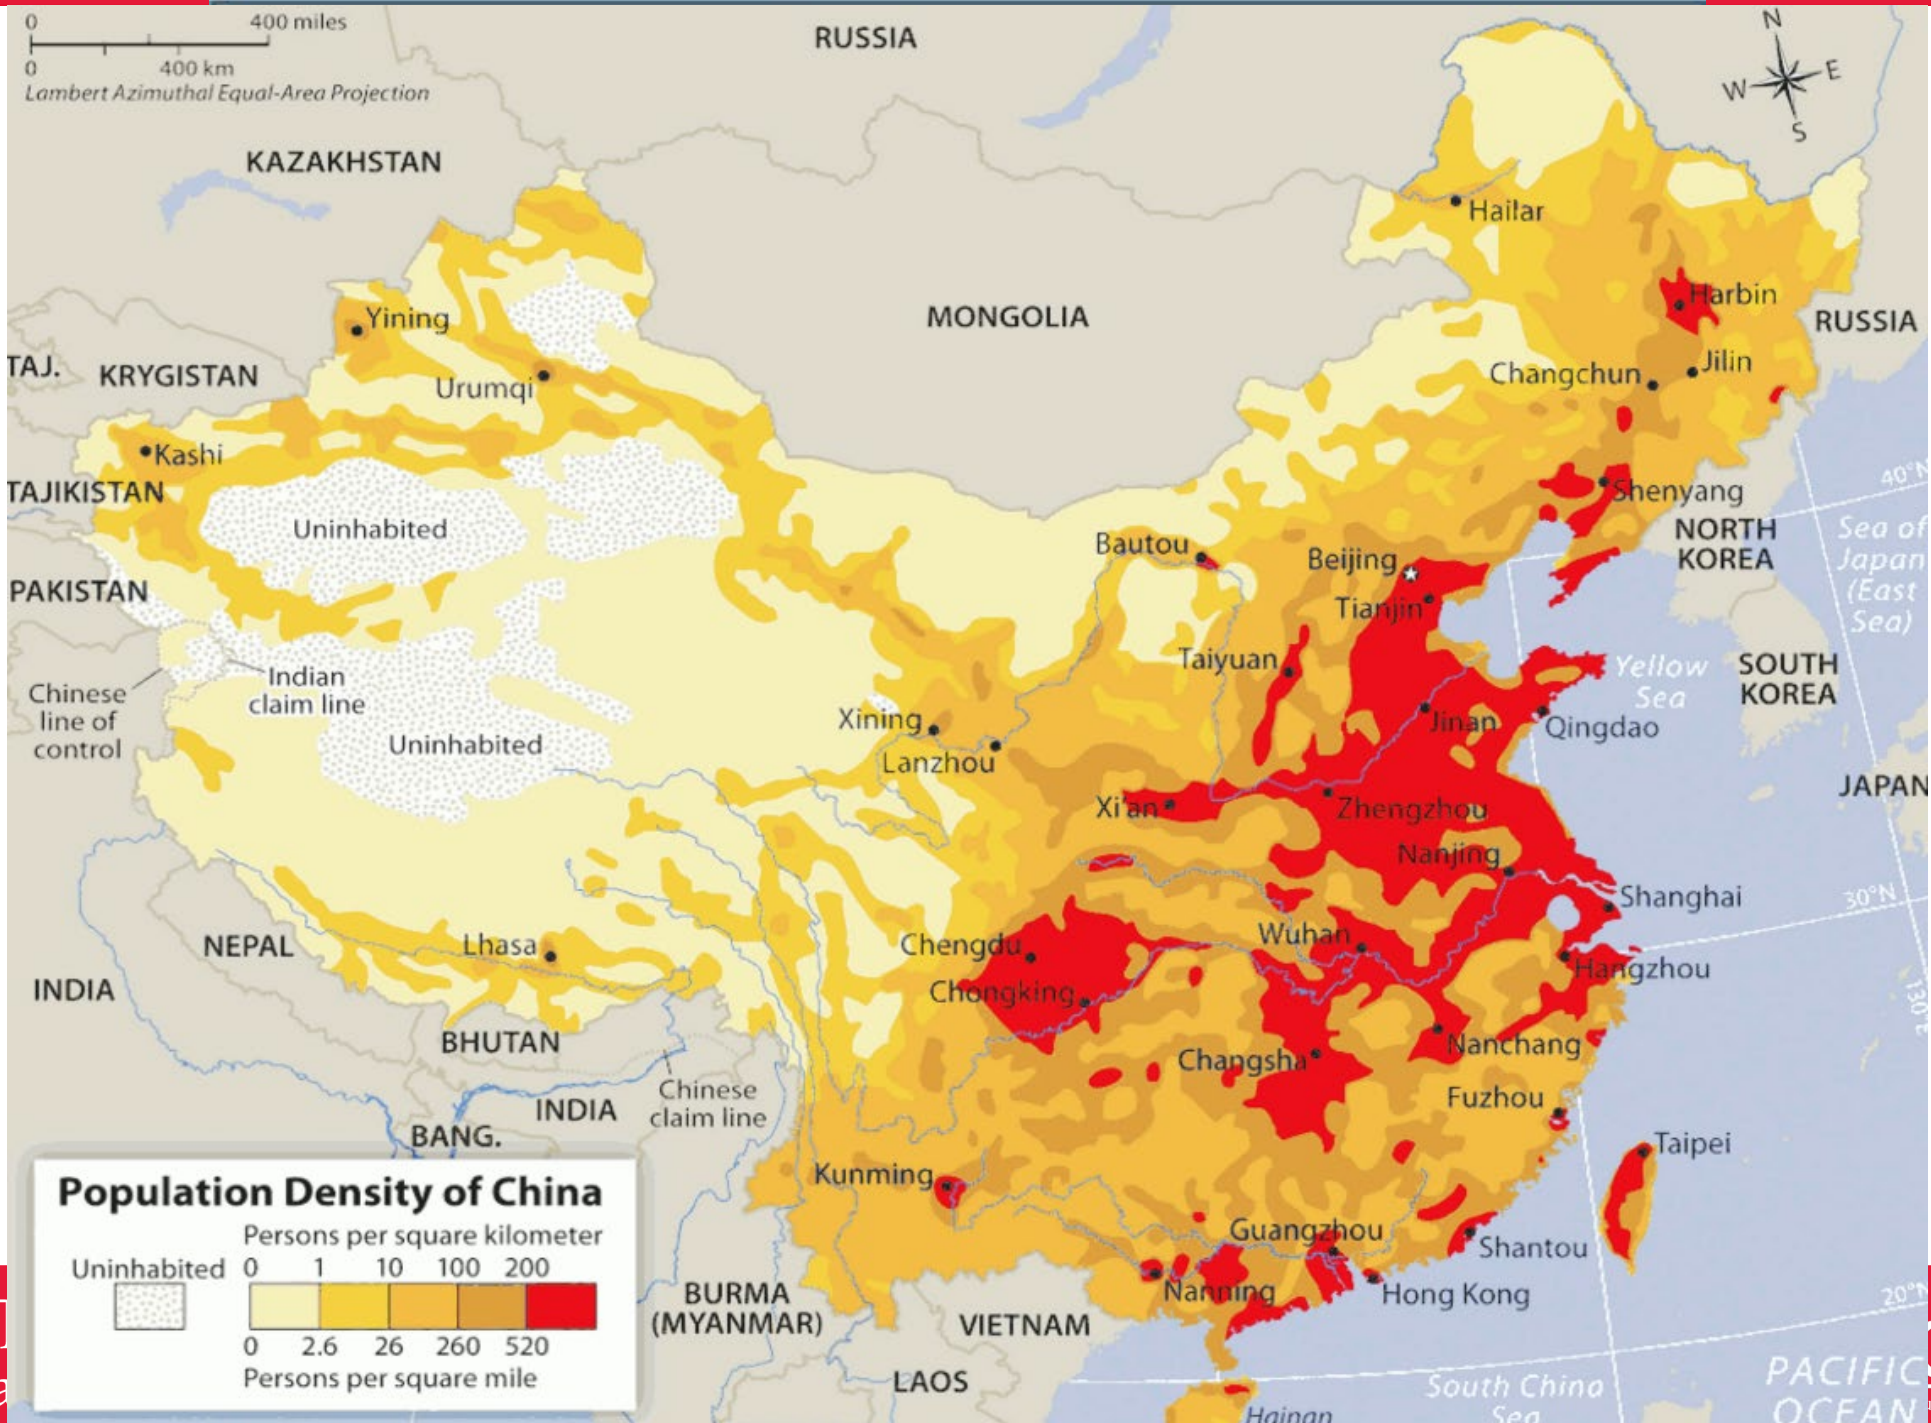 0 400 miles
0 400 km
Lambert Azimuthal Equal-Area Projection
RUSSIA
N
W
E
S
KAZAKHSTAN
Hailar
MONGOLIA
Harbin
RUSSIA
Yining
TAJ.
KRYGISTAN
Urumqi
Changchun
Jilin
Kashi
TAJIKISTAN
Uninhabited
Shenyang
40°N
NORTH
KOREA
Sea of
Japan
(East
Sea)
Bautou
Beijing
Tianjin
PAKISTAN
Taiyuan
Yellow
Sea
SOUTH
KOREA
Indian
claim line
Chinese
line of
control
Uninhabited
Xining
Lanzhou
Jinan
Qingdao
JAPAN
Xi'an
Zhengzhou
Nanjing
Shanghai
30°N
NEPAL
Lhasa
Chengdu
Wuhan
Hangzhou
INDIA
Chongking
130°E
BHUTAN
Changsha
Nanchang
Chinese
claim line
INDIA
Fuzhou
BANG.
Taipei
Kunming
Guangzhou
Shantou
Nanning
Hong Kong
BURMA
(MYANMAR)
VIETNAM
20°N
LAOS
South China
Sea
PACIFIC
OCEAN
Hainan
Population Density of China
Persons per square kilometer
Uninhabited 0 1 10 100 200
0 2.6 26 260 520
Persons per square mile